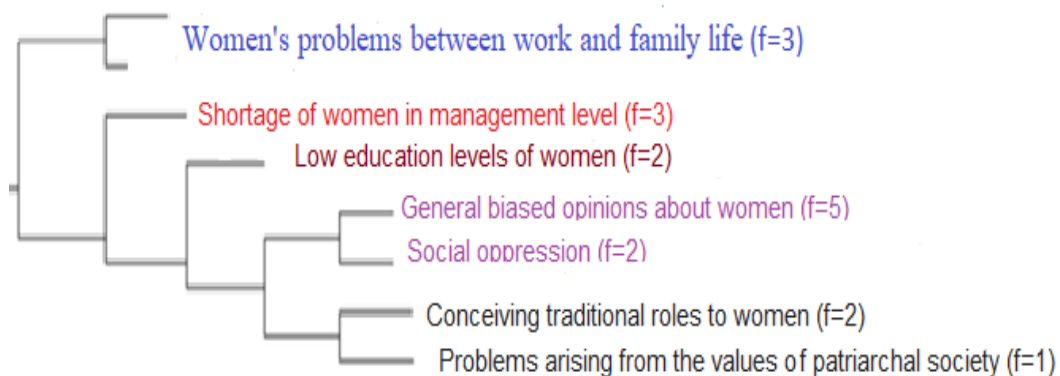 Women's problems between work and family life (f=3)
Shortage of women in management level (f=3)
Low education levels of women (f=2)
General biased opinions about women (f=5)
Social oppression (f=2)
Conceiving traditional roles to women (f=2)
Problems arising from the values of patriarchal society (f=1)